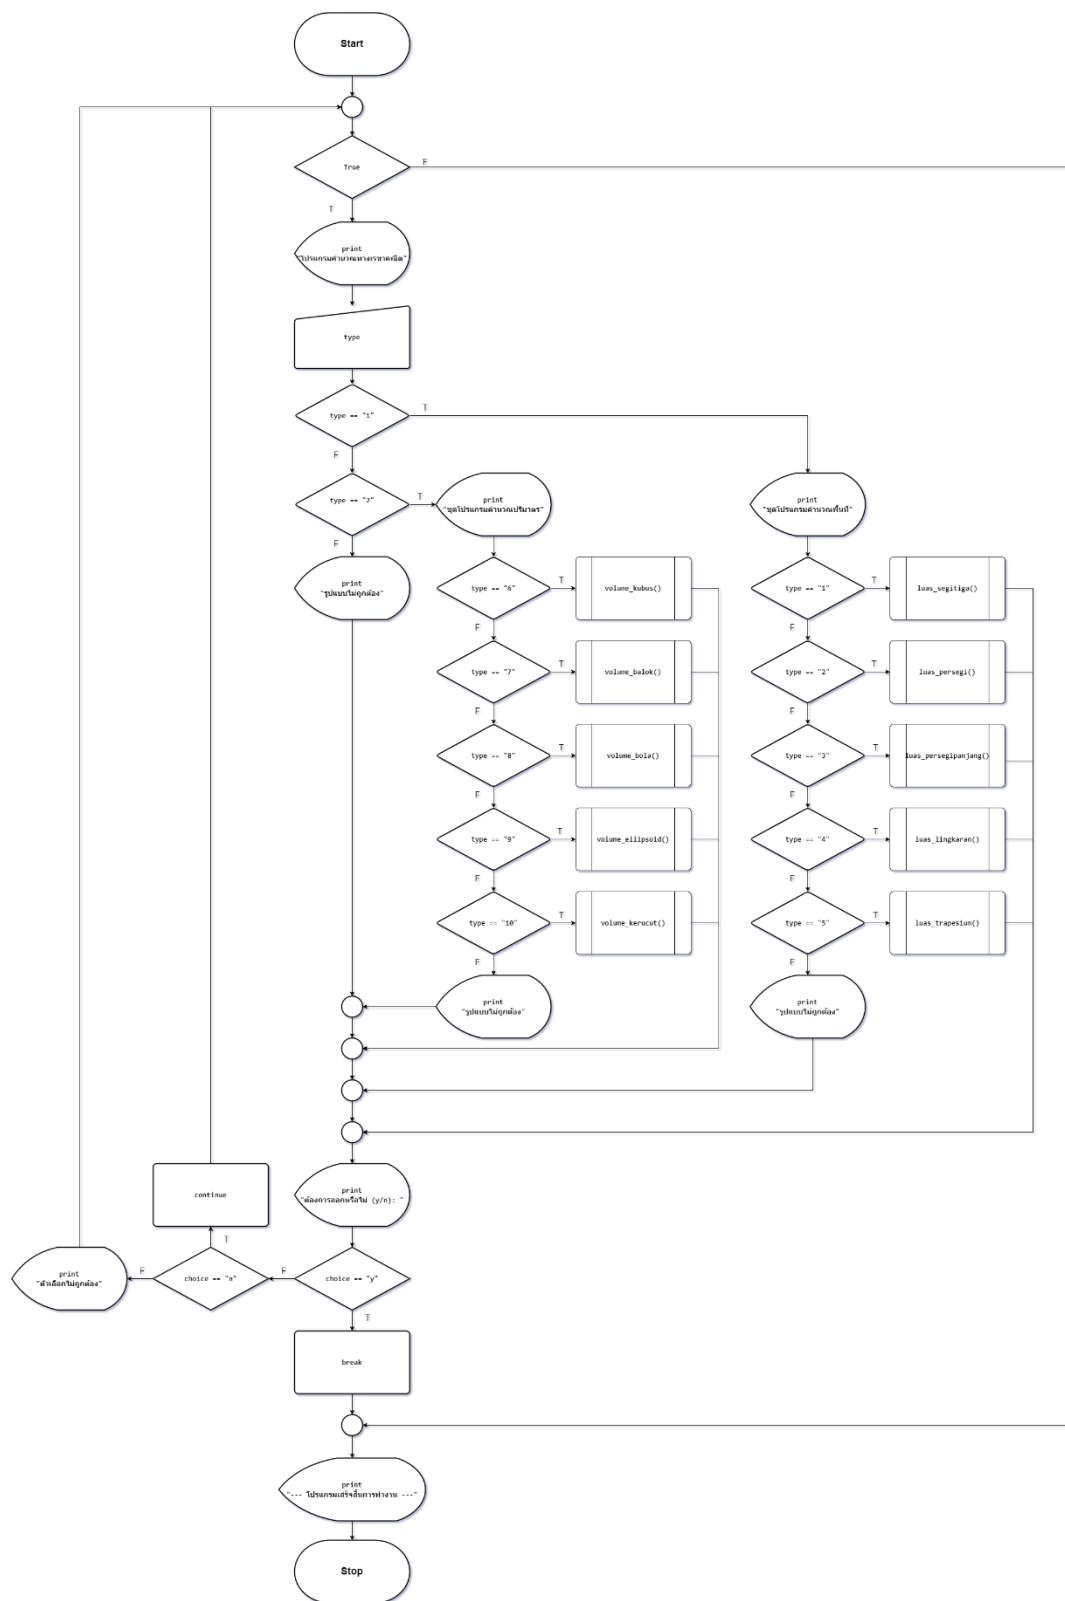 Start
True
F
T
print
"โปรแกรมคำนวณทางเรขาคณิต"
type
type == "1"
T
F
type == "2"
T
F
print
"ชุดโปรแกรมคำนวณปริมาตร"
print
"ชุดโปรแกรมคำนวณพื้นที่"
print
"รูปแบบไม่ถูกต้อง"
type == "6"
T
volume_kubus()
type == "1"
T
luas_segitiga()
F
F
type == "7"
T
volume_balok()
type == "2"
T
luas_persegi()
F
F
type == "8"
T
volume_bola()
type == "3"
T
luas_persegipanjang()
F
F
type == "9"
T
volume_ellipsoid()
type == "4"
T
luas_lingkaran()
F
F
type == "10"
T
volume_kerucut()
type == "5"
T
luas_trapesium()
F
F
print
"รูปแบบไม่ถูกต้อง"
print
"รูปแบบไม่ถูกต้อง"
continue
print
"ต้องการออกหรือไม่ (y/n): "
T
print
"ตัวเลือกไม่ถูกต้อง"
F
choice == "n"
F
choice == "y"
T
break
print
"--- โปรแกรมเสร็จสิ้นการทำงาน ---"
Stop